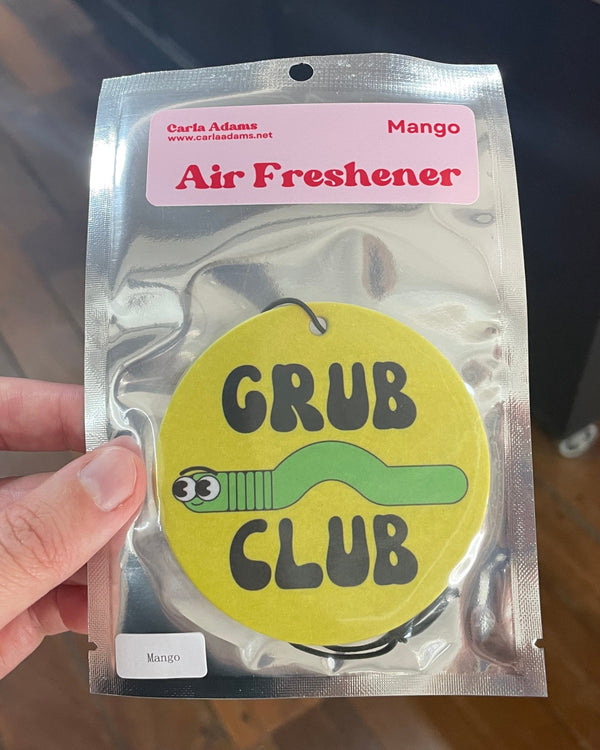 Carla Adams
www.carlaadams.net
Mango
Air Freshener
GRUB
CLUB
Mango